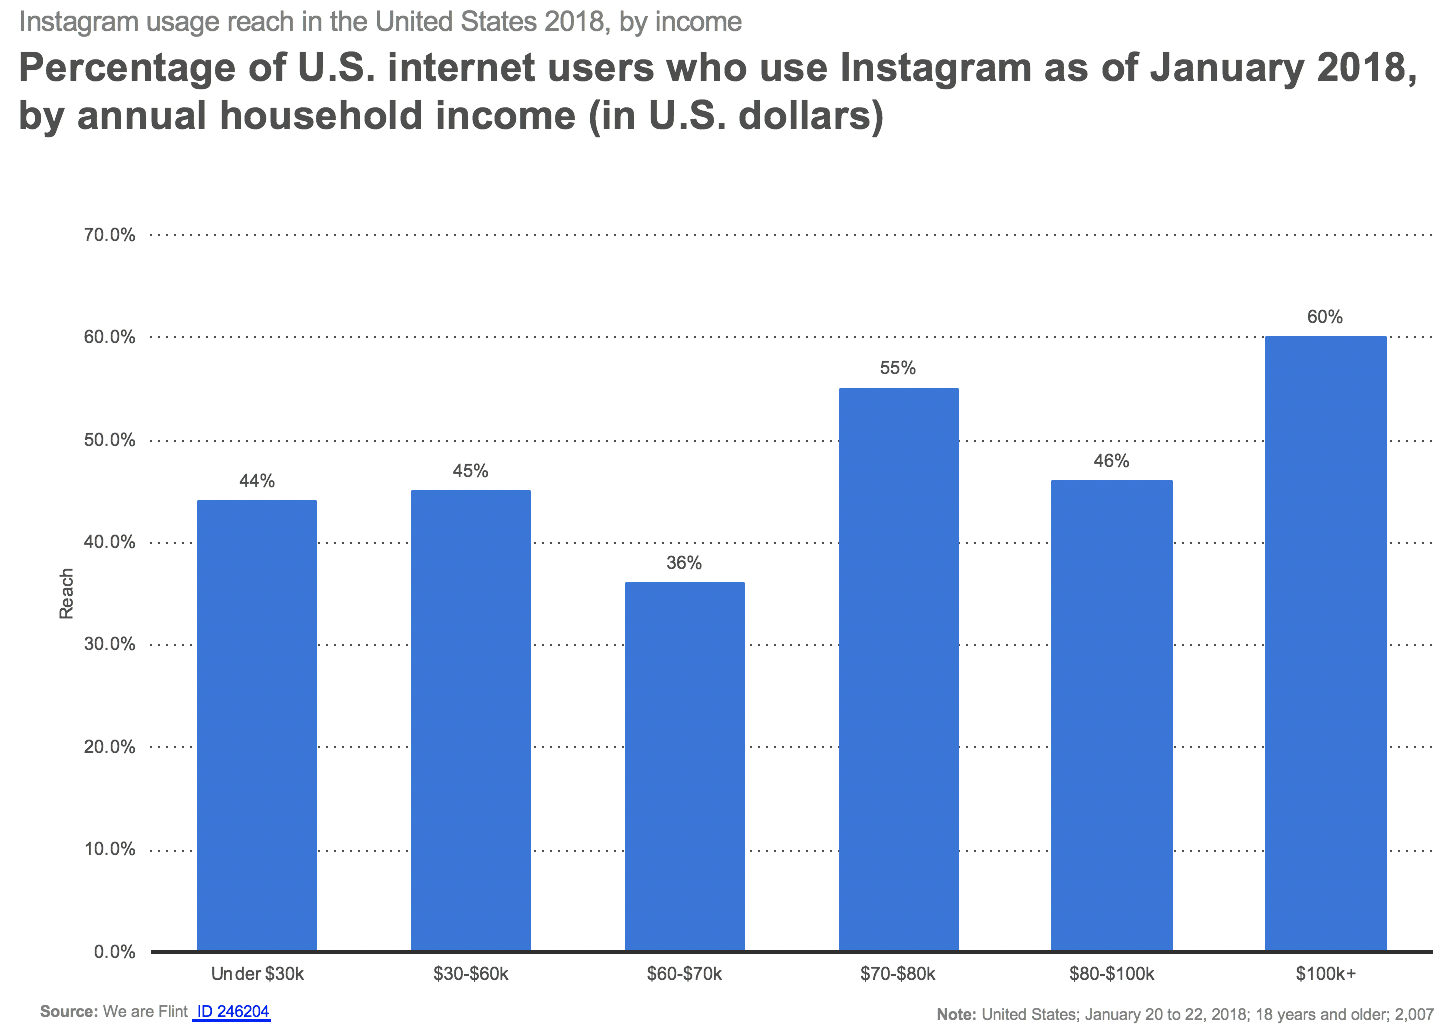 Instagram usage reach in the United States 2018, by income
Percentage of U.S. internet users who use Instagram as of January 2018,
by annual household income (in U.S. dollars)
70.0%
60.0%
50.0%
40.0%
30.0%
20.0%
10.0%
0.0%
Reach
44%
45%
36%
55%
46%
60%
Under $30k
$30-$60k
$60-$70k
$70-$80k
$80-$100k
$100k+
Source: We are Flint ID 246204
Note: United States; January 20 to 22, 2018; 18 years and older; 2,007